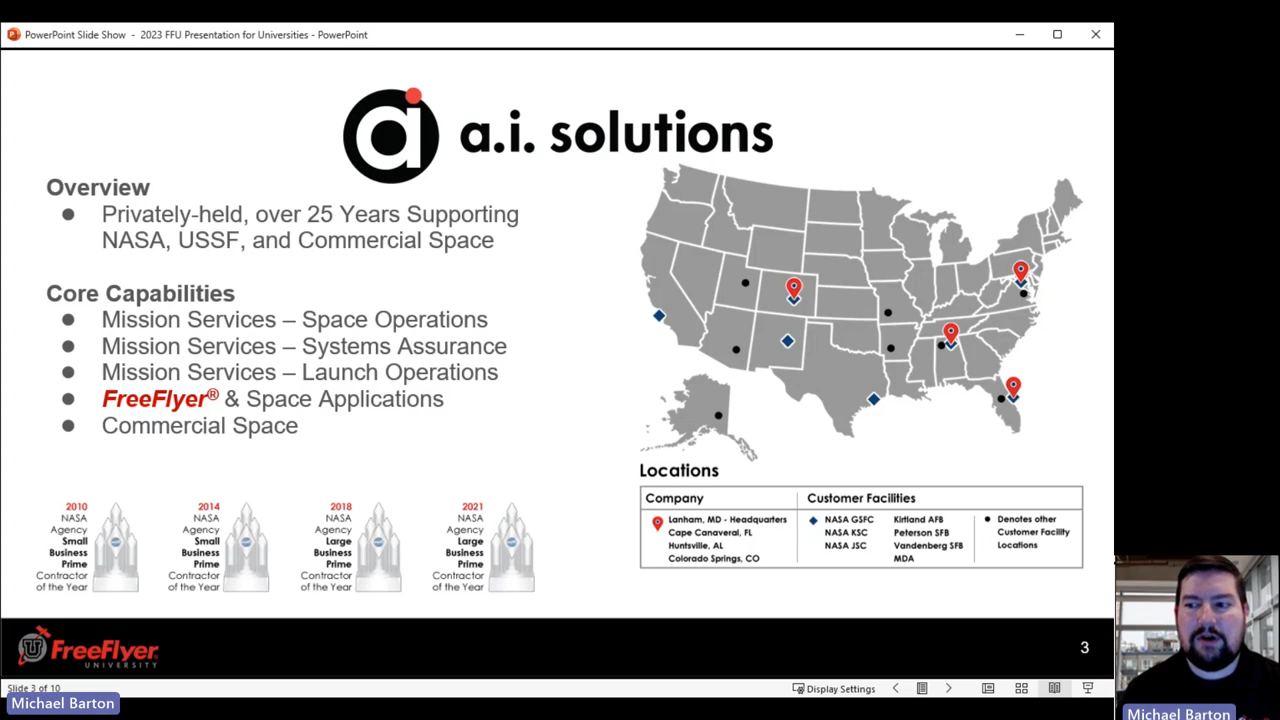 PowerPoint Slide Show - 2023 FFU Presentation for Universities - PowerPoint
ai
a.i. solutions
Overview
● Privately-held, over 25 Years Supporting
NASA, USSF, and Commercial Space
Core Capabilities
● Mission Services – Space Operations
● Mission Services – Systems Assurance
● Mission Services – Launch Operations
● FreeFlyer® & Space Applications
● Commercial Space
2010
NASA
Agency
Small
Business
Prime
Contractor
of the Year
2014
NASA
Agency
Small
Business
Prime
Contractor
of the Year
2018
NASA
Agency
Large
Business
Prime
Contractor
of the Year
2021
NASA
Agency
Large
Business
Prime
Contractor
of the Year
Locations
Company
Lanham, MD - Headquarters
Cape Canaveral, FL
Huntsville, AL
Colorado Springs, CO
Customer Facilities
NASA GSFC
NASA KSC
NASA JSC
Kirtland AFB
Peterson SFB
Vandenberg SFB
MDA
Denotes other
Customer Facility
Locations
U FreeFlyer
UNIVERSITY
3
Slide 3 of 10
Display Settings
Michael Barton
Michael Barton